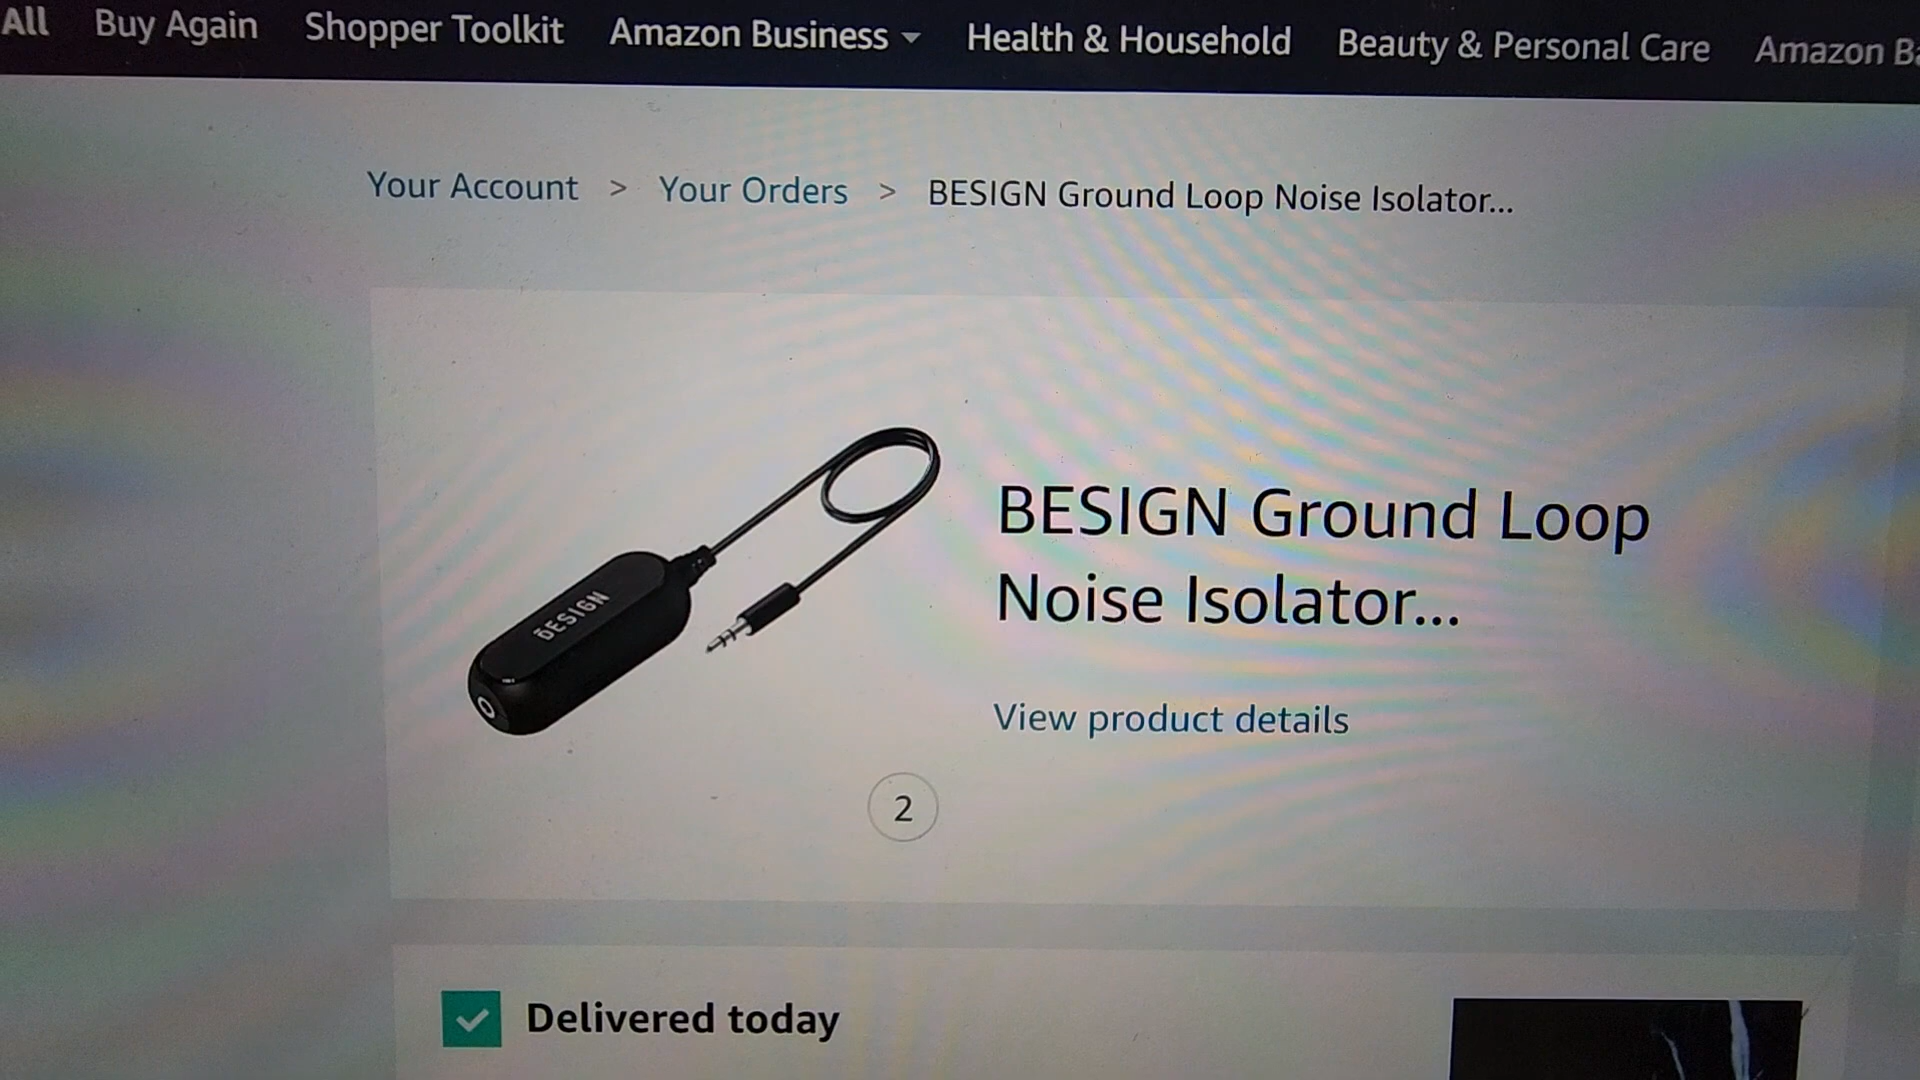 All Buy Again Shopper Toolkit Amazon Business Health & Household Beauty & Personal Care Amazon
Your Account > Your Orders > BESIGN Ground Loop Noise Isolator...
BESIGN
BESIGN Ground Loop
Noise Isolator...
View product details
2
Delivered today